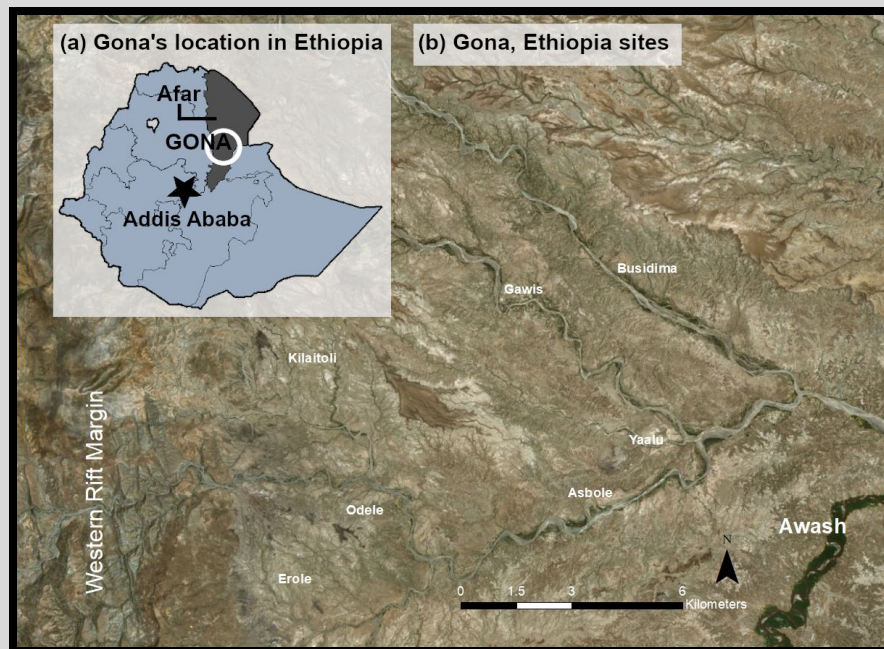 (a) Gona's location in Ethiopia
Afar
GONA
Addis Ababa
(b) Gona, Ethiopia sites
Busidima
Gawis
Kilaitoli
Western Rift Margin
Yaalu
Asbole
Odele
Awash
Erole
N
0 1.5 3 6
Kilometers